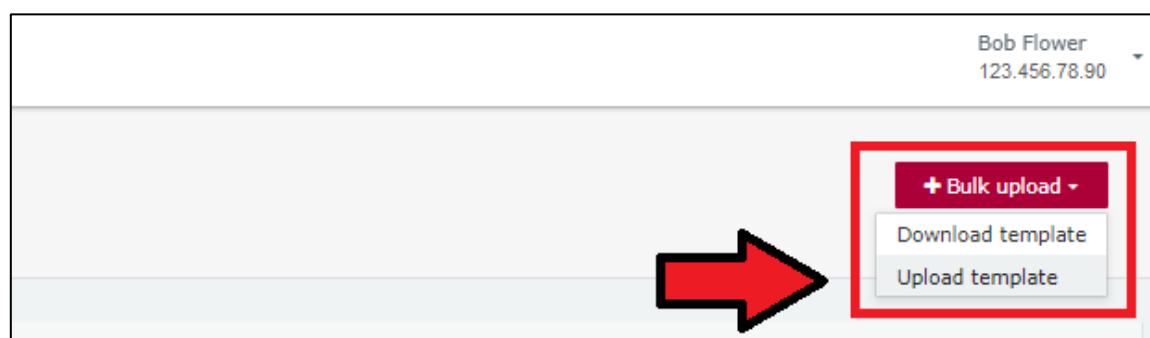 Bob Flower
123.456.78.90
+ Bulk upload
Download template
Upload template